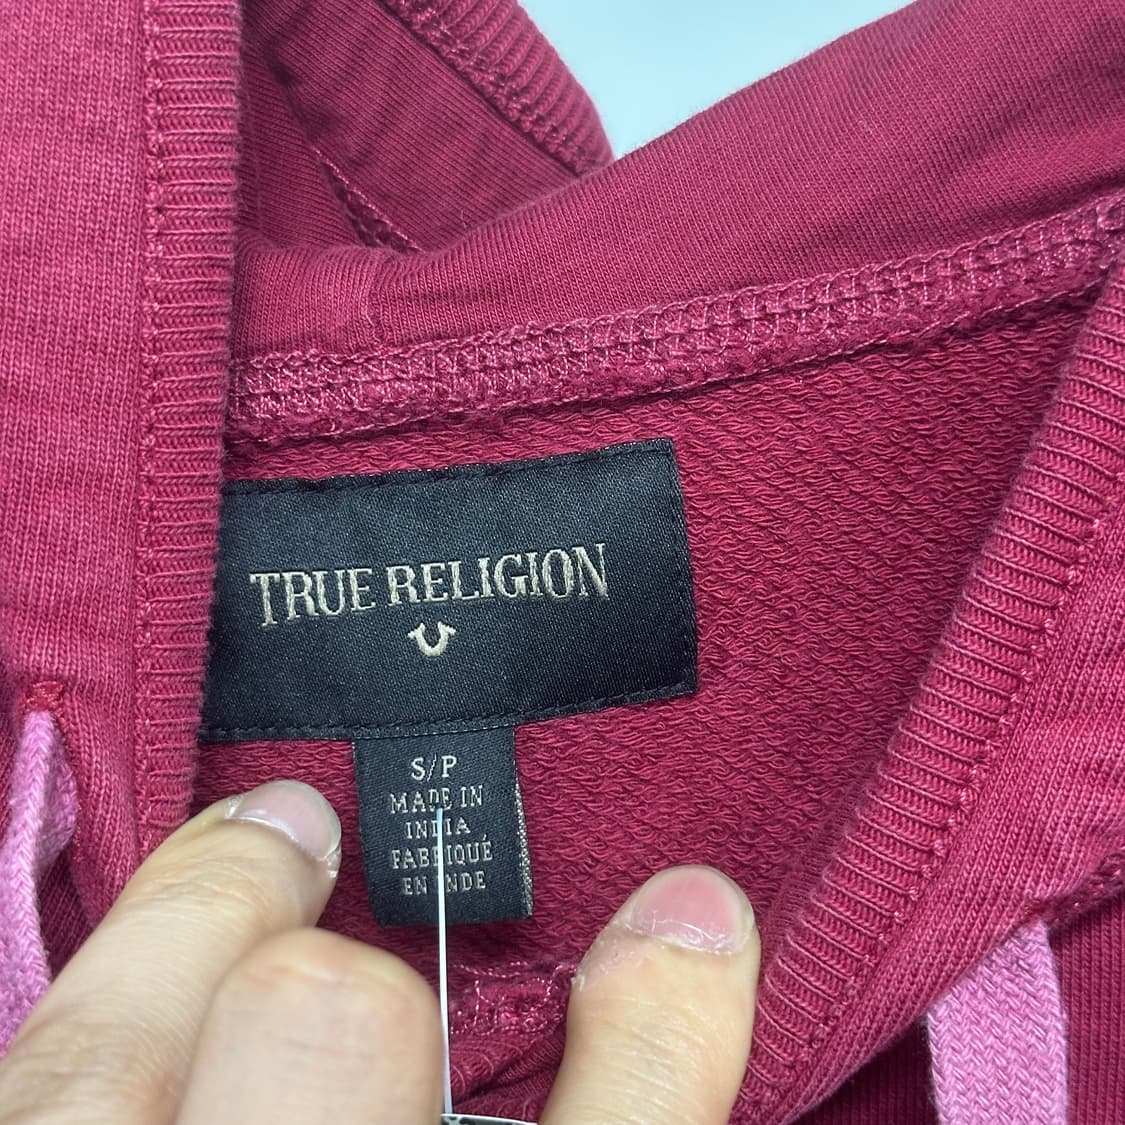 TRUE RELIGION
S/P
MADE IN
INDIA
FABRIQUÉ
EN INDE